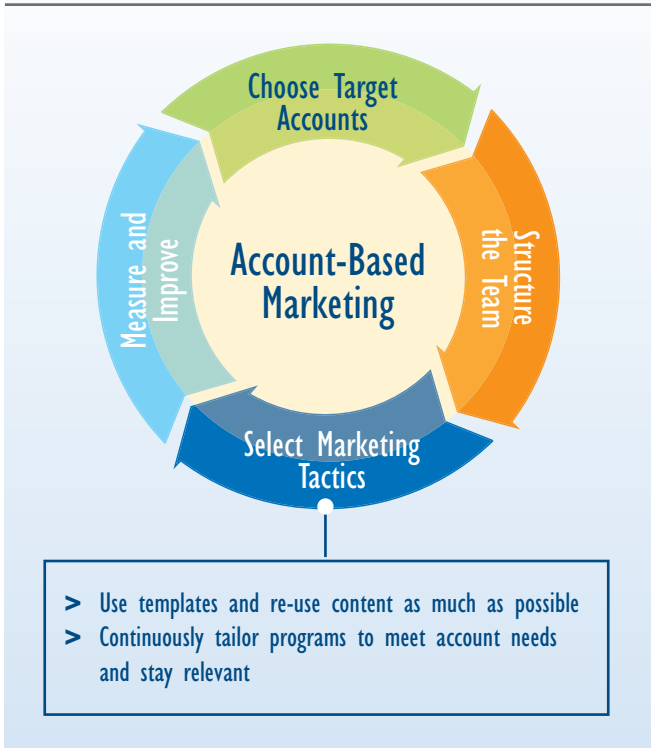 Choose Target
Accounts
Structure
the Team
Account-Based
Marketing
Measure and
Improve
Select Marketing
Tactics
> Use templates and re-use content as much as possible
> Continuously tailor programs to meet account needs
and stay relevant